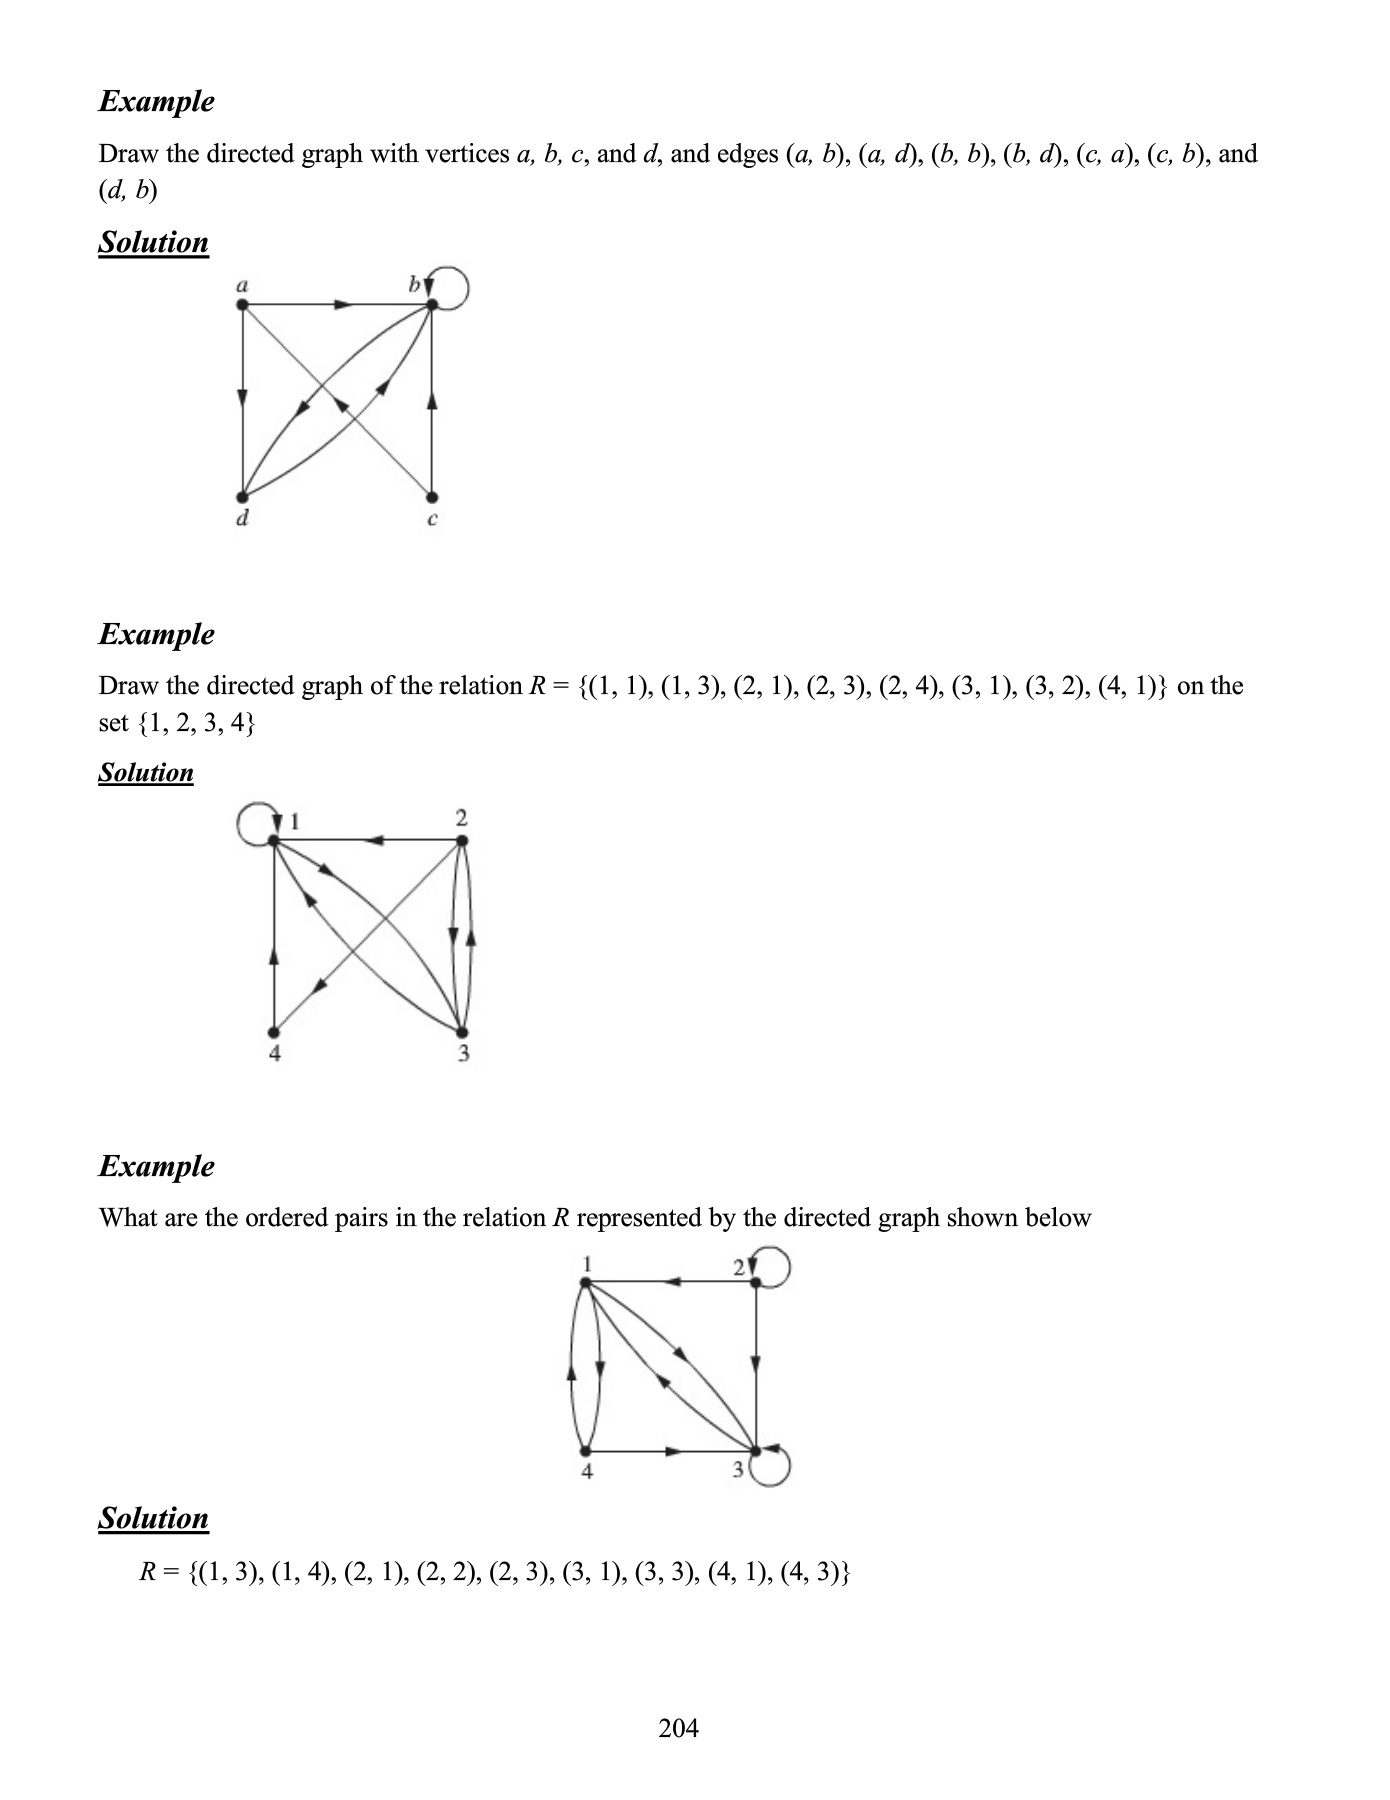 Example
Draw the directed graph with vertices a, b, c, and d, and edges (a, b), (a, d), (b, b), (b, d), (c, a), (c, b), and
(d, b)
Solution
a b
d c
Example
Draw the directed graph of the relation R = {(1, 1), (1, 3), (2, 1), (2, 3), (2, 4), (3, 1), (3, 2), (4, 1)} on the
set {1, 2, 3, 4}
Solution
1 2
4 3
Example
What are the ordered pairs in the relation R represented by the directed graph shown below
1 2
4 3
Solution
R = {(1, 3), (1, 4), (2, 1), (2, 2), (2, 3), (3, 1), (3, 3), (4, 1), (4, 3)}
204